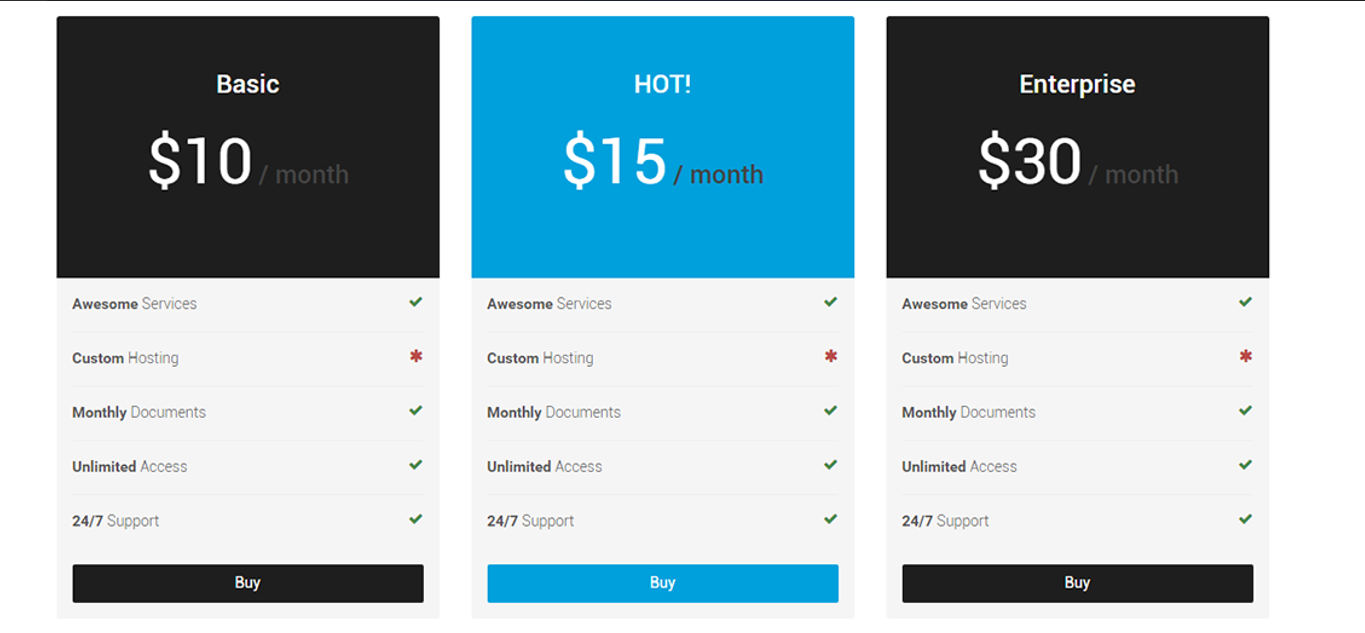 Basic
$10 / month
Awesome Services
Custom Hosting
Monthly Documents
Unlimited Access
24/7 Support
Buy
HOT!
$15 / month
Awesome Services
Custom Hosting
Monthly Documents
Unlimited Access
24/7 Support
Buy
Enterprise
$30 / month
Awesome Services
Custom Hosting
Monthly Documents
Unlimited Access
24/7 Support
Buy